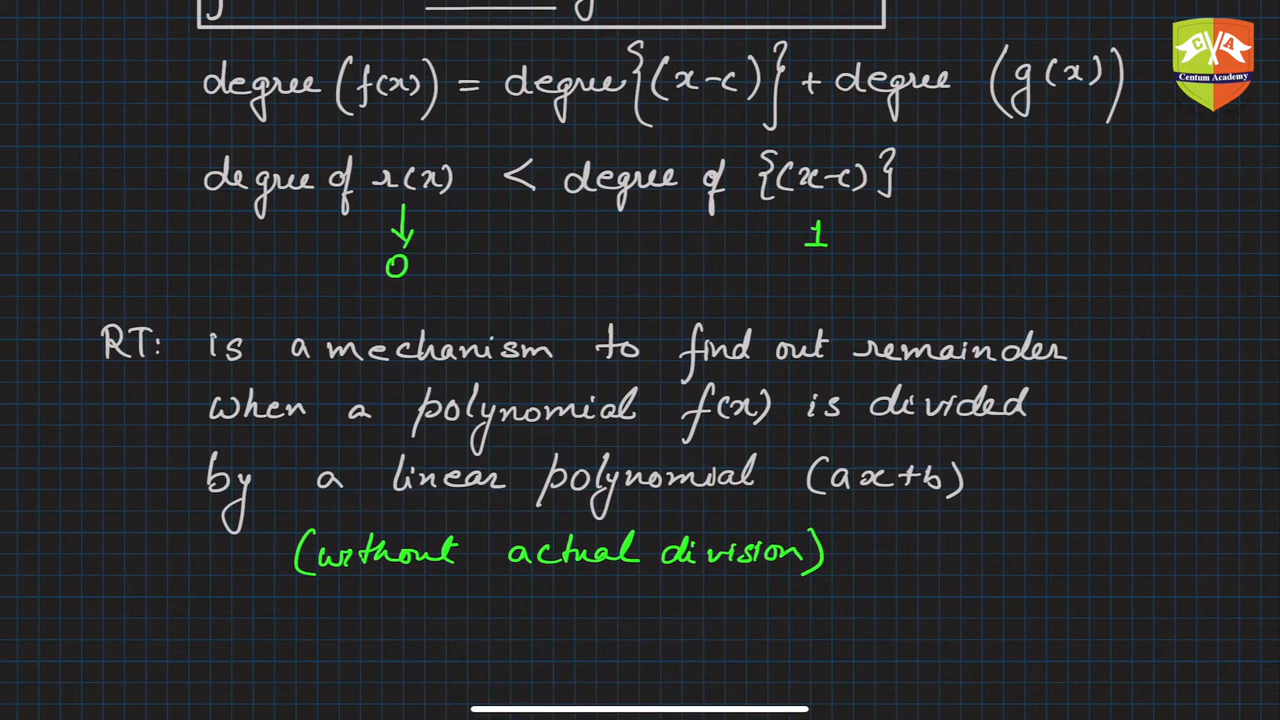 degree (f(x)) = degree{(x-c)} + degree (g(x))
degree of r(x) < degree of {(x-c)}
↓
0
1
RT: is a mechanism to find out remainder
when a polynomial f(x) is divided
by a linear polynomial (ax+b)
(without actual division)
C A
Centum Academy